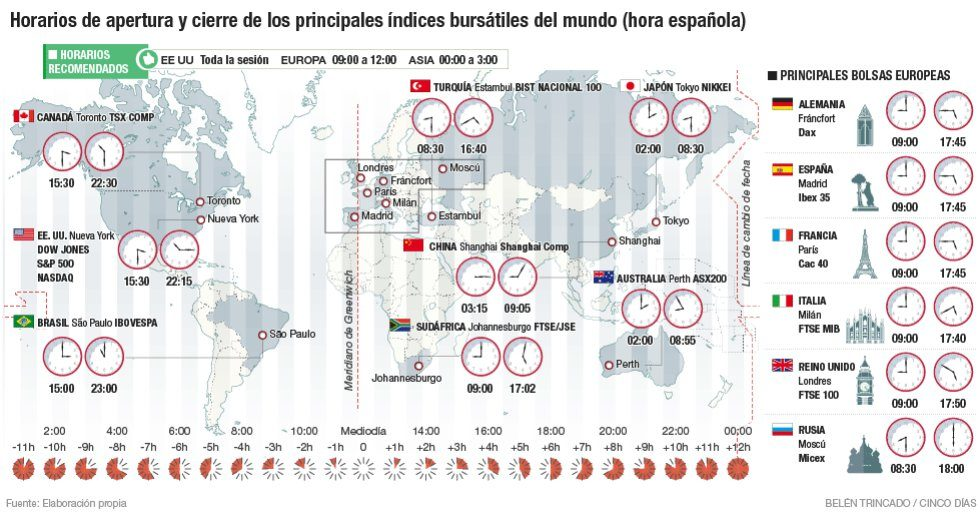 Horarios de apertura y cierre de los principales índices bursátiles del mundo (hora española)
HORARIOS
RECOMENDADOS
EE UU Toda la sesión EUROPA 09:00 a 12:00 ASIA 00:00 a 3:00
CANADÁ Toronto TSX COMP
15:30 22:30
EE. UU. Nueva York
DOW JONES
S&P 500
NASDAQ
15:30 22:15
BRASIL São Paulo IBOVESPA
15:00 23:00
Toronto
Nueva York
São Paulo
TURQUÍA Estambul BIST NACIONAL 100
08:30 16:40
JAPÓN Tokyo NIKKEI
02:00 08:30
Londres
Fráncfort
París
Milán
Madrid
Moscú
Estambul
Tokyo
Shanghai
CHINA Shanghai Shanghai Comp
03:15 09:05
AUSTRALIA Perth ASX200
02:00 08:55
SUDÁFRICA Johannesburgo FTSE/JSE
09:00 17:02
Johannesburgo
Perth
Meridiano de Greenwich
Línea de cambio de fecha
2:00 4:00 6:00 8:00 10:00 Mediodía 14:00 16:00 18:00 20:00 22:00 00:00
-11h -10h -9h -8h -7h -6h -5h -4h -3h -2h -1h 0 +1h +2h +3h +4h +5h +6h +7h +8h +9h +10h +11h +12h
PRINCIPALES BOLSAS EUROPEAS
ALEMANIA
Fráncfort
Dax
09:00 17:45
ESPAÑA
Madrid
Ibex 35
09:00 17:45
FRANCIA
París
Cac 40
09:00 17:45
ITALIA
Milán
FTSE MIB
09:00 17:40
REINO UNIDO
Londres
FTSE 100
09:00 17:50
RUSIA
Moscú
Micex
08:30 18:00
Fuente: Elaboración propia
BELÉN TRINCADO / CINCO DÍAS